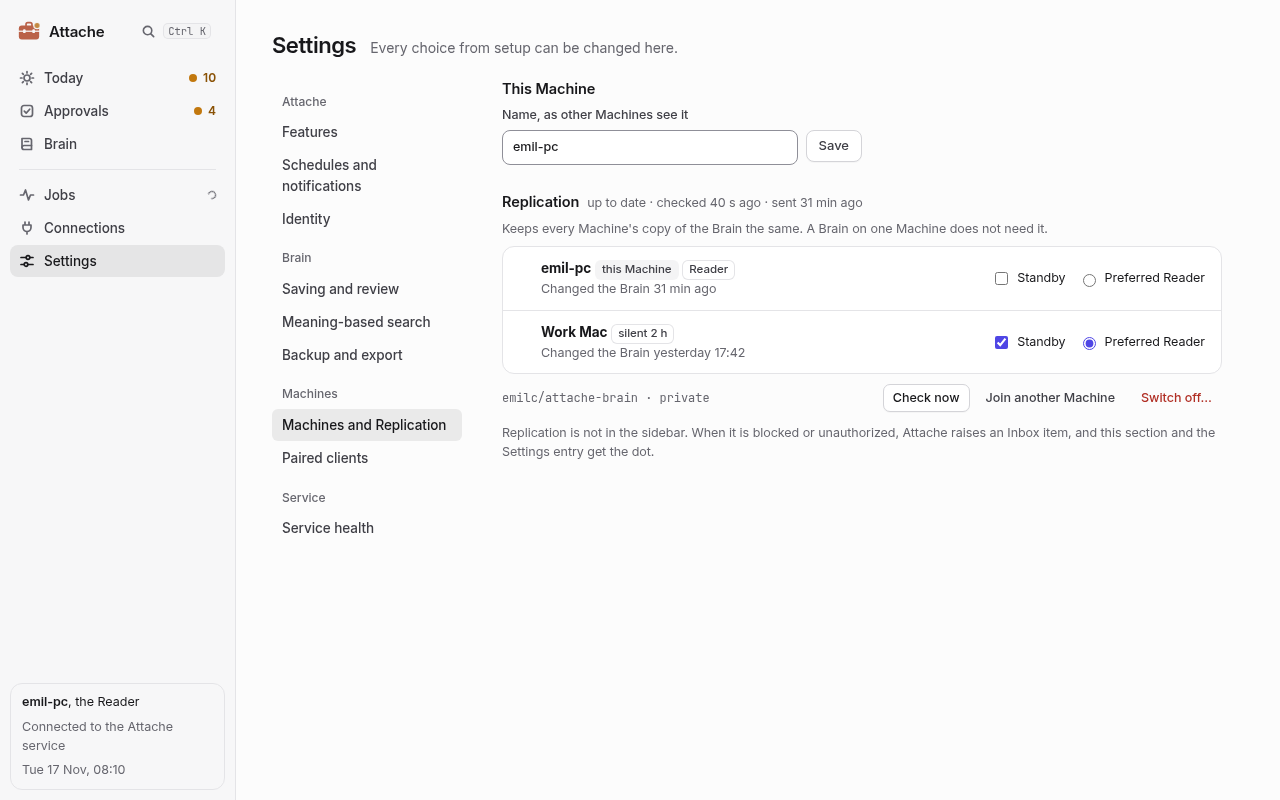 Attache
Ctrl K
Today
10
Approvals
4
Brain
Jobs
Connections
Settings
emil-pc, the Reader
Connected to the Attache
service
Tue 17 Nov, 08:10
Settings
Every choice from setup can be changed here.
Attache
Features
Schedules and
notifications
Identity
Brain
Saving and review
Meaning-based search
Backup and export
Machines
Machines and Replication
Paired clients
Service
Service health
This Machine
Name, as other Machines see it
emil-pc
Save
Replication up to date · checked 40 s ago · sent 31 min ago
Keeps every Machine's copy of the Brain the same. A Brain on one Machine does not need it.
emil-pc this Machine Reader
Changed the Brain 31 min ago
Standby
Preferred Reader
Work Mac silent 2 h
Changed the Brain yesterday 17:42
Standby
Preferred Reader
emilc/attache-brain · private
Check now
Join another Machine
Switch off...
Replication is not in the sidebar. When it is blocked or unauthorized, Attache raises an Inbox item, and this section and the
Settings entry get the dot.